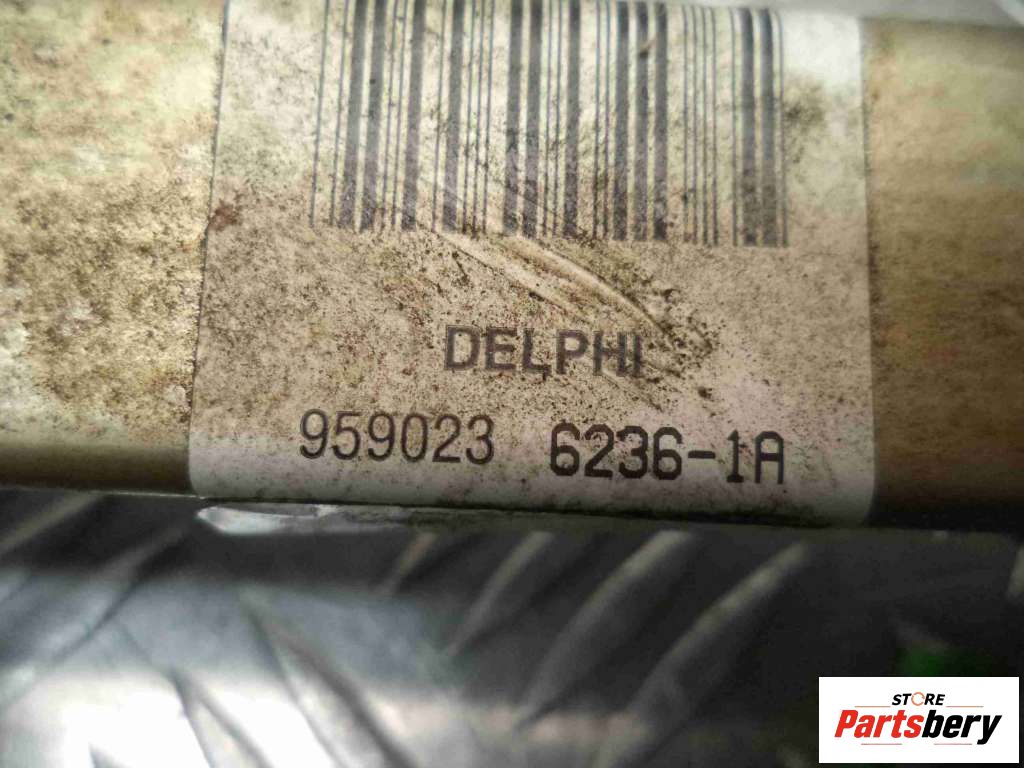 DELPHI
959023 6236-1A
STORE
Partsbery